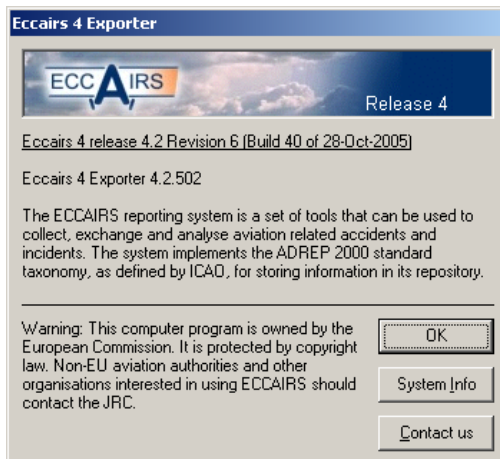 Eccairs 4 Exporter
ECCAIRS
Release 4
Eccairs 4 release 4.2 Revision 6 (Build 40 of 28-Oct-2005)
Eccairs 4 Exporter 4.2.502
The ECCAIRS reporting system is a set of tools that can be used to
collect, exchange and analyse aviation related accidents and
incidents. The system implements the ADREP 2000 standard
taxonomy, as defined by ICAO, for storing information in its repository.
Warning: This computer program is owned by the
European Commission. It is protected by copyright
law. Non-EU aviation authorities and other
organisations interested in using ECCAIRS should
contact the JRC.
OK
System Info
Contact us